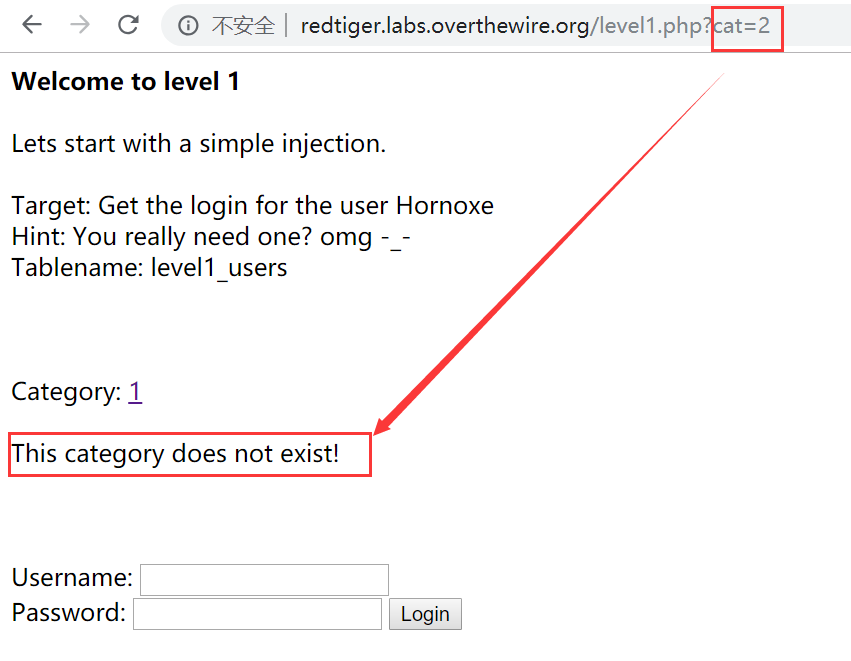 不安全 redtiger.labs.overthewire.org/level1.php?cat=2
Welcome to level 1
Lets start with a simple injection.
Target: Get the login for the user Hornoxe
Hint: You really need one? omg -_-
Tablename: level1_users
Category: 1
This category does not exist!
Username:
Password: Login